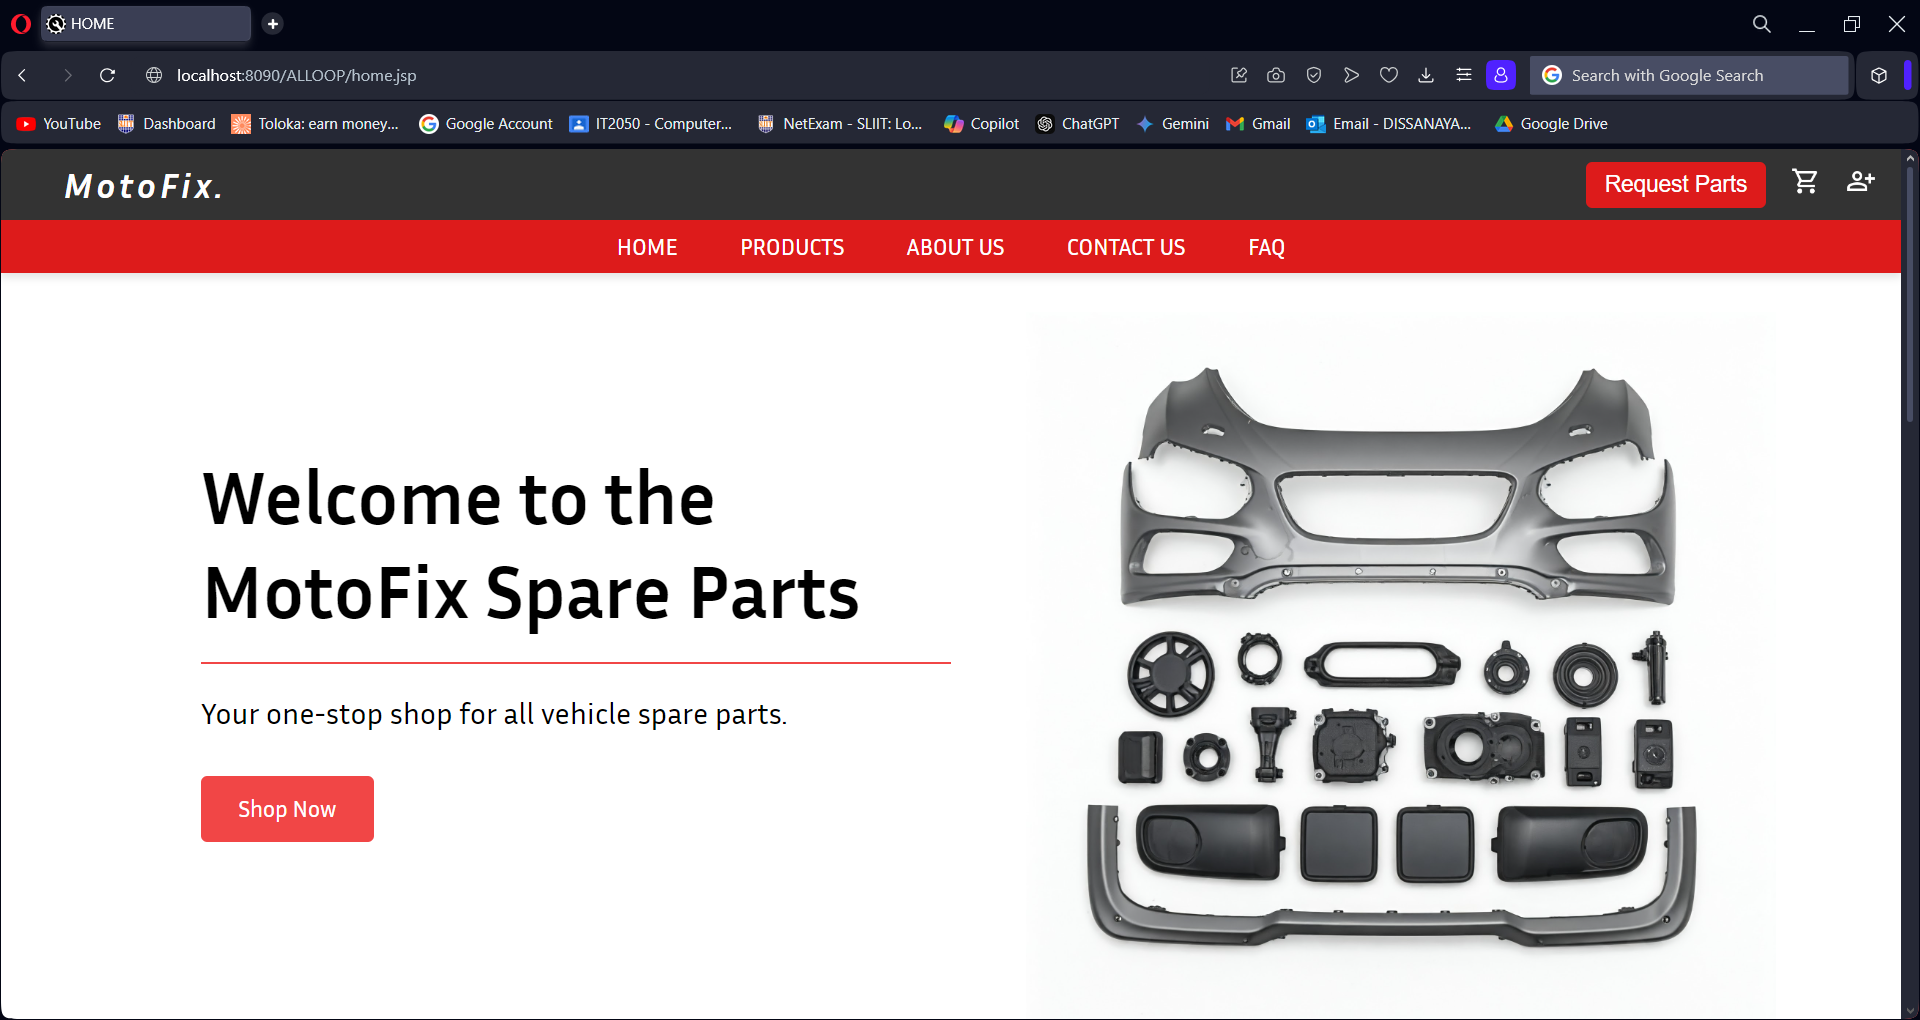 HOME
localhost:8090/ALLOOP/home.jsp
Search with Google Search
YouTube
Dashboard
Toloka: earn money...
Google Account
IT2050 - Computer...
NetExam - SLIIT: Lo...
Copilot
ChatGPT
Gemini
Gmail
Email - DISSANAYA...
Google Drive
MotoFix.
Request Parts
HOME
PRODUCTS
ABOUT US
CONTACT US
FAQ
Welcome to the
MotoFix Spare Parts
Your one-stop shop for all vehicle spare parts.
Shop Now